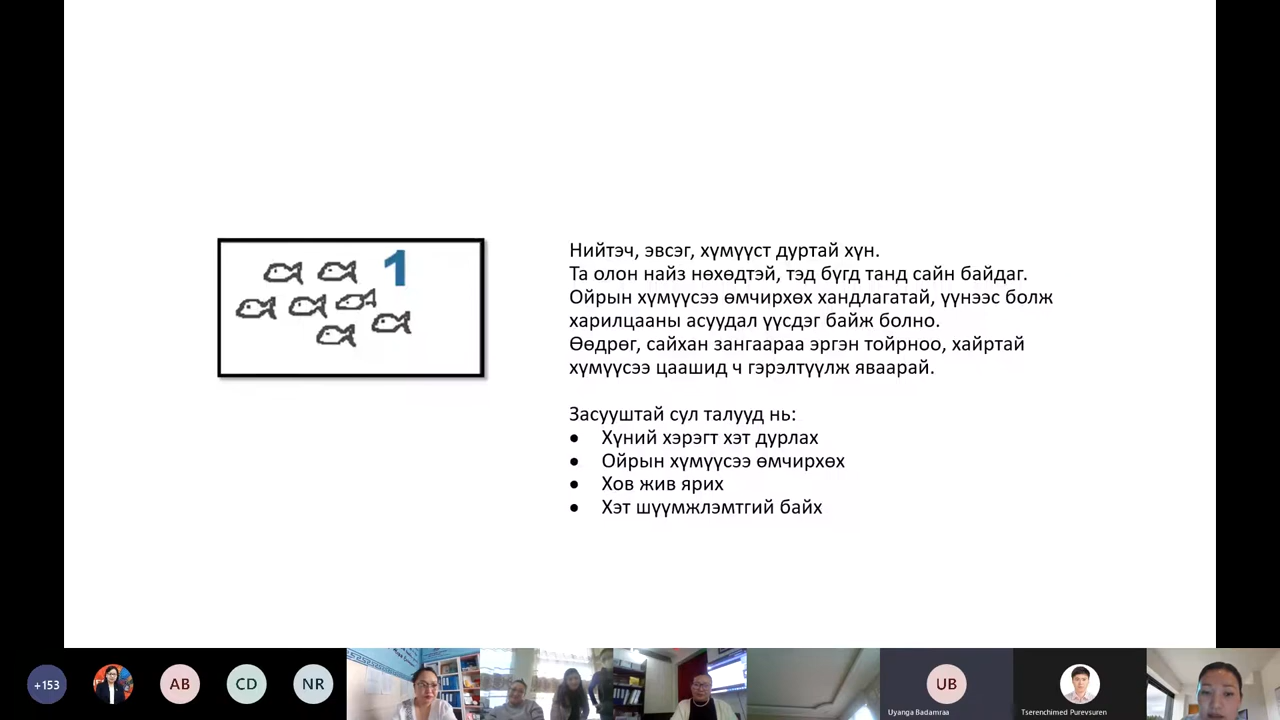 1
Нийтэч, эвсэг, хүмүүст дуртай хүн.
Та олон найз нөхөдтэй, тэд бүгд танд сайн байдаг.
Ойрын хүмүүсээ өмчирхөх хандлагатай, үүнээс болж
харилцааны асуудал үүсдэг байж болно.
Өөдрөг, сайхан зангаараа эргэн тойрноо, хайртай
хүмүүсээ цаашид ч гэрэлтүүлж яваарай.
Засууштай сул талууд нь:
• Хүний хэрэгт хэт дурлах
• Ойрын хүмүүсээ өмчирхөх
• Хов жив ярих
• Хэт шүүмжлэмтгий байх
+153
AB
CD
NR
UB
Uyanga Badamraa
Tserenchimed Purevsuren